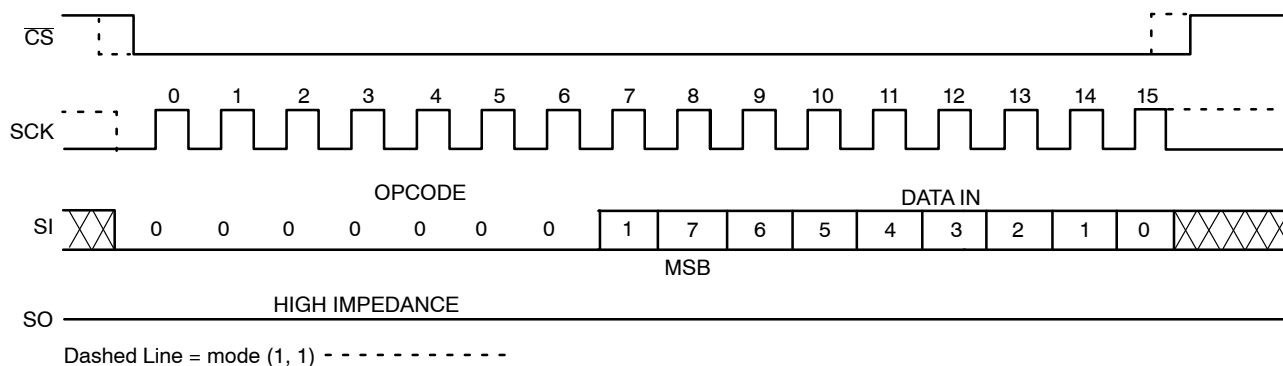 CS
0 1 2 3 4 5 6 7 8 9 10 11 12 13 14 15
SCK
OPCODE DATA IN
SI 0 0 0 0 0 0 0 1 7 6 5 4 3 2 1 0
MSB
HIGH IMPEDANCE
SO
Dashed Line = mode (1, 1)